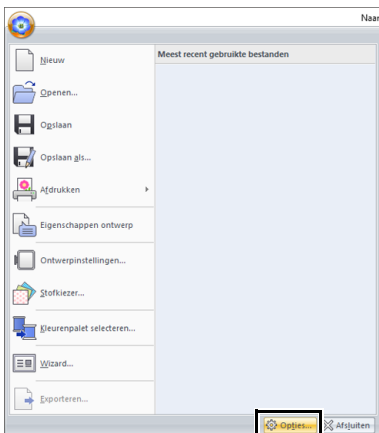 Naar
Meest recent gebruikte bestanden
Nieuw
Openen...
Opslaan
Opslaan als...
Afdrukken
Eigenschappen ontwerp
Ontwerpinstellingen...
Stofkiezer...
Kleurenpalet selecteren...
Wizard...
Exporteren...
Opties... Afsluiten